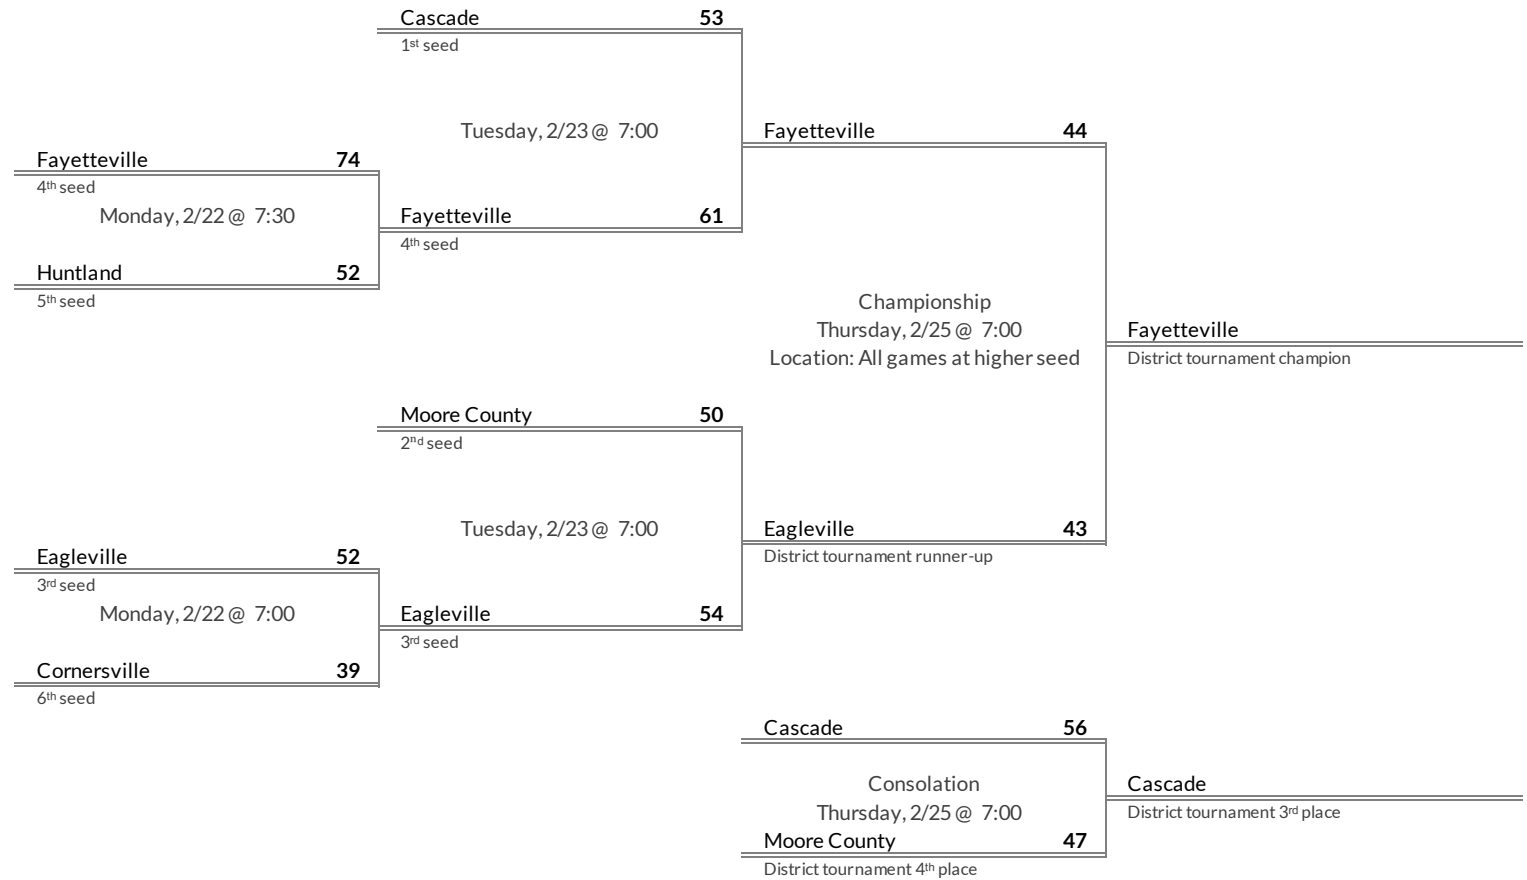 Cascade 53
1st seed
Tuesday, 2/23 @ 7:00
Fayetteville 44
Fayetteville 74
4th seed
Monday, 2/22 @ 7:30
Fayetteville 61
4th seed
Huntland 52
5th seed
Championship
Thursday, 2/25 @ 7:00
Location: All games at higher seed
Fayetteville
District tournament champion
Moore County 50
2nd seed
Tuesday, 2/23 @ 7:00
Eagleville 43
District tournament runner-up
Eagleville 52
3rd seed
Monday, 2/22 @ 7:00
Eagleville 54
3rd seed
Cornersville 39
6th seed
Cascade 56
Consolation
Thursday, 2/25 @ 7:00
Cascade
District tournament 3rd place
Moore County 47
District tournament 4th place